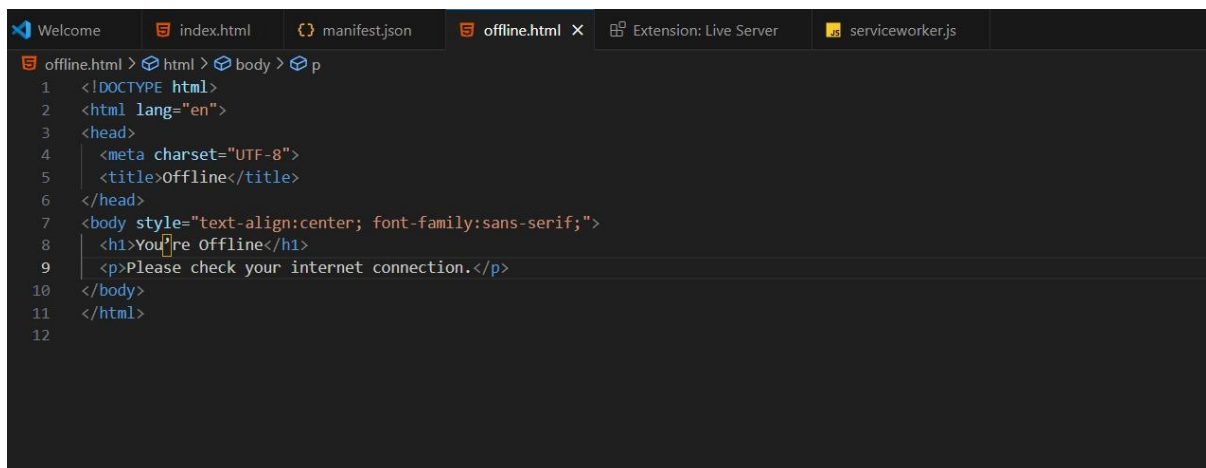 Welcome index.html manifest.json offline.html Extension: Live Server JS serviceworker.js
offline.html > html > body > p
1 <!DOCTYPE html>
2 <html lang="en">
3 <head>
4 <meta charset="UTF-8">
5 <title>Offline</title>
6 </head>
7 <body style="text-align:center; font-family:sans-serif;">
8 <h1>You’re Offline</h1>
9 <p>Please check your internet connection.</p>
10 </body>
11 </html>
12